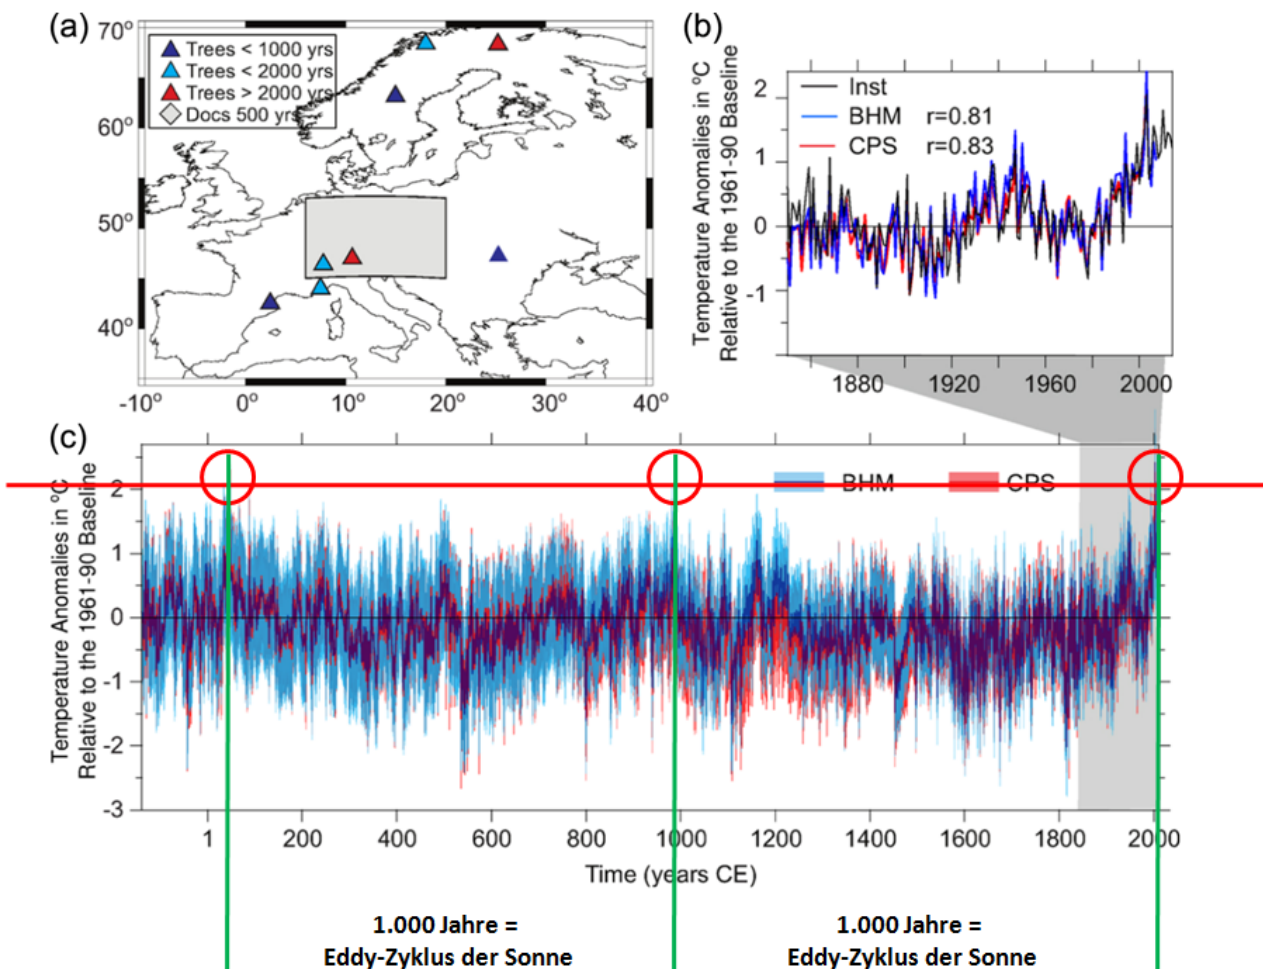 (a)
70°
60°
50°
40°
Trees < 1000 yrs
Trees < 2000 yrs
Trees > 2000 yrs
Docs 500 yrs
-10° 0° 10° 20° 30° 40°
(b)
Temperature Anomalies in °C
Relative to the 1961-90 Baseline
2
1
0
-1
Inst
BHM r=0.81
CPS r=0.83
1880 1920 1960 2000
(c)
Temperature Anomalies in °C
Relative to the 1961-90 Baseline
2
1
0
-1
-2
-3
BHM CPS
1 200 400 600 800 1000 1200 1400 1600 1800 2000
Time (years CE)
1.000 Jahre = 1.000 Jahre =
Eddy-Zyklus der Sonne Eddy-Zyklus der Sonne